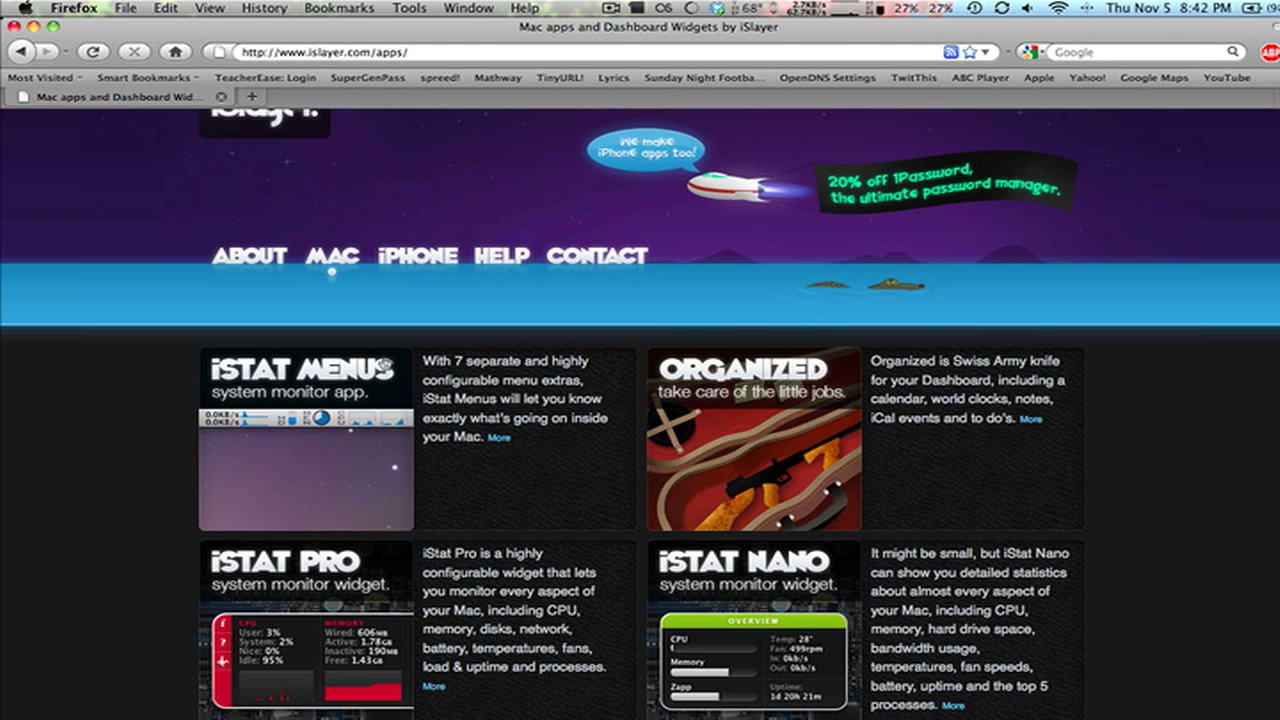 Firefox File Edit View History Bookmarks Tools Window Help OS 68° 2.7KB/s 62.7KB/s 27% 27% Thu Nov 5 8:42 PM
Mac apps and Dashboard Widgets by iSlayer
http://www.islayer.com/apps/ Google
Most Visited Smart Bookmarks TeacherEase: Login SuperGenPass speed! Mathway TinyURL! Lyrics Sunday Night Footba... OpenDNS Settings TwitThis ABC Player Apple Yahoo! Google Maps YouTube
Mac apps and Dashboard Wid...
We make
iPhone apps too!
20% off 1Password,
the ultimate password manager.
ABOUT MAC iPHONE HELP CONTACT
iSTAT MENUS
system monitor app.
0.0KB/s
0.0KB/s
With 7 separate and highly
configurable menu extras,
iStat Menus will let you know
exactly what's going on inside
your Mac. More
ORGANIZED
take care of the little jobs.
Organized is Swiss Army knife
for your Dashboard, including a
calendar, world clocks, notes,
iCal events and to do's. More
iSTAT PRO
system monitor widget.
CPU MEMORY
User: 3% Wired: 606MB
System: 2% Active: 1.78GB
Nice: 0% Inactive: 190MB
Idle: 95% Free: 1.43GB
iStat Pro is a highly
configurable widget that lets
you monitor every aspect of
your Mac, including CPU,
memory, disks, network,
battery, temperatures, fans,
load & uptime and processes.
More
iSTAT NANO
system monitor widget.
OVERVIEW
CPU
Memory
Zapp
Temp: 28°
Fan: 499rpm
In: 0kb/s
Out: 0kb/s
Uptime:
1d 20h 21m
It might be small, but iStat Nano
can show you detailed statistics
about almost every aspect of
your Mac, including CPU,
memory, hard drive space,
bandwidth usage,
temperatures, fan speeds,
battery, uptime and the top 5
processes. More